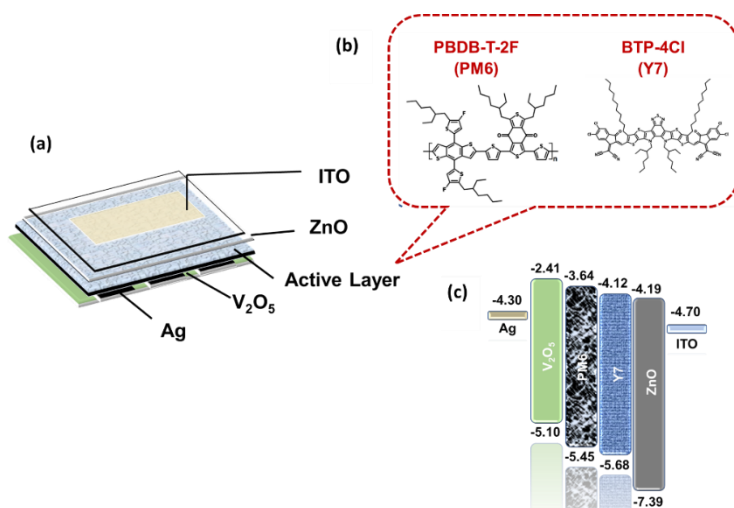 (a)
ITO
ZnO
Active Layer
V₂O₅
Ag
(b)
PBDB-T-2F
(PM6)
BTP-4Cl
(Y7)
F
S
O
O
n
(c)
-2.41
-3.64
-4.12
-4.19
-4.30
Ag
-4.70
ITO
V₂O₅
PM6
Y7
ZnO
-5.10
-5.45
-5.68
-7.39